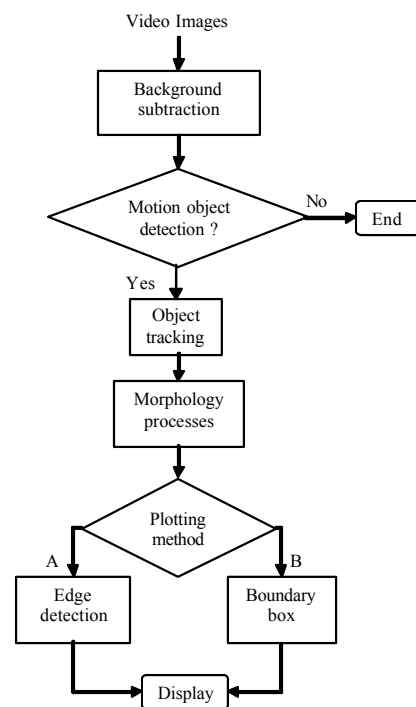 Video Images
Background
subtraction
Motion object
detection ?
No
End
Yes
Object
tracking
Morphology
processes
Plotting
method
A
B
Edge
detection
Boundary
box
Display